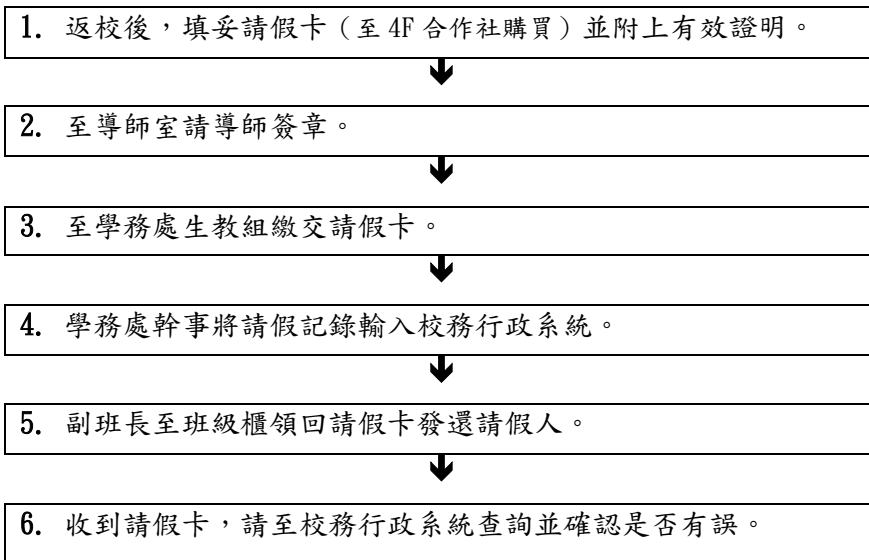 1. 返校後，填妥請假卡（至 4F 合作社購買）並附上有效證明。
2. 至導師室請導師簽章。
3. 至學務處生教組繳交請假卡。
4. 學務處幹事將請假記錄輸入校務行政系統。
5. 副班長至班級櫃領回請假卡發還請假人。
6. 收到請假卡，請至校務行政系統查詢並確認是否有誤。